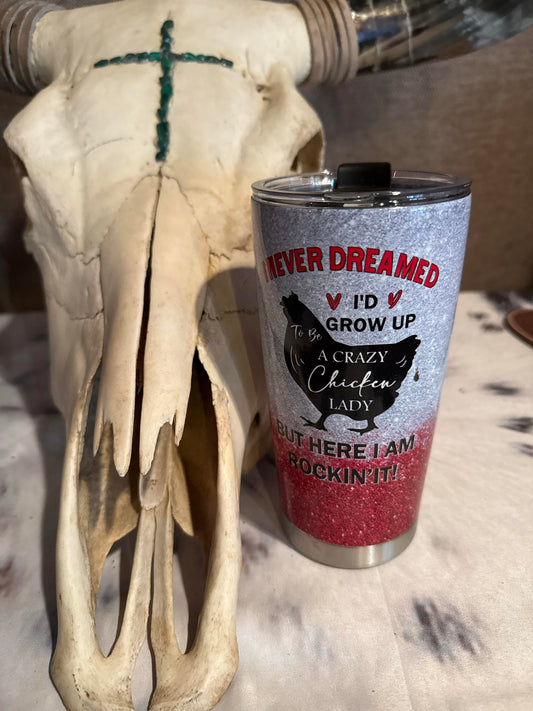 I NEVER DREAMED
I'D
GROW UP
To Be
A CRAZY
Chicken
LADY
BUT HERE I AM
ROCKIN' IT!